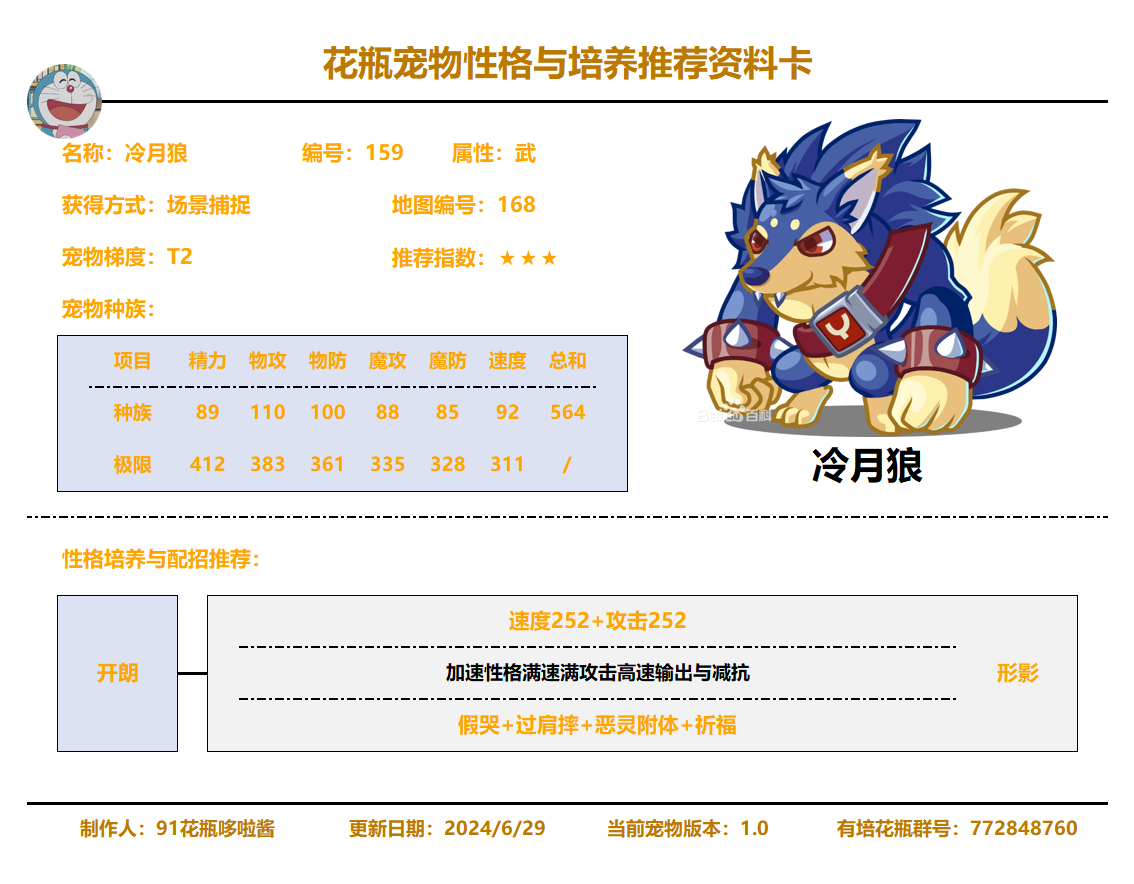 花瓶宠物性格与培养推荐资料卡
名称：冷月狼 编号：159 属性：武
获得方式：场景捕捉 地图编号：168
宠物梯度：T2 推荐指数：★★★
宠物种族：
项目 精力 物攻 物防 魔攻 魔防 速度 总和
种族 89 110 100 88 85 92 564
极限 412 383 361 335 328 311 /
Baidu百科
冷月狼
性格培养与配招推荐：
速度252+攻击252
开朗 加速性格满速满攻击高速输出与减抗 形影
假哭+过肩摔+恶灵附体+祈福
制作人：91花瓶哆啦酱 更新日期：2024/6/29 当前宠物版本：1.0 有培花瓶群号：772848760